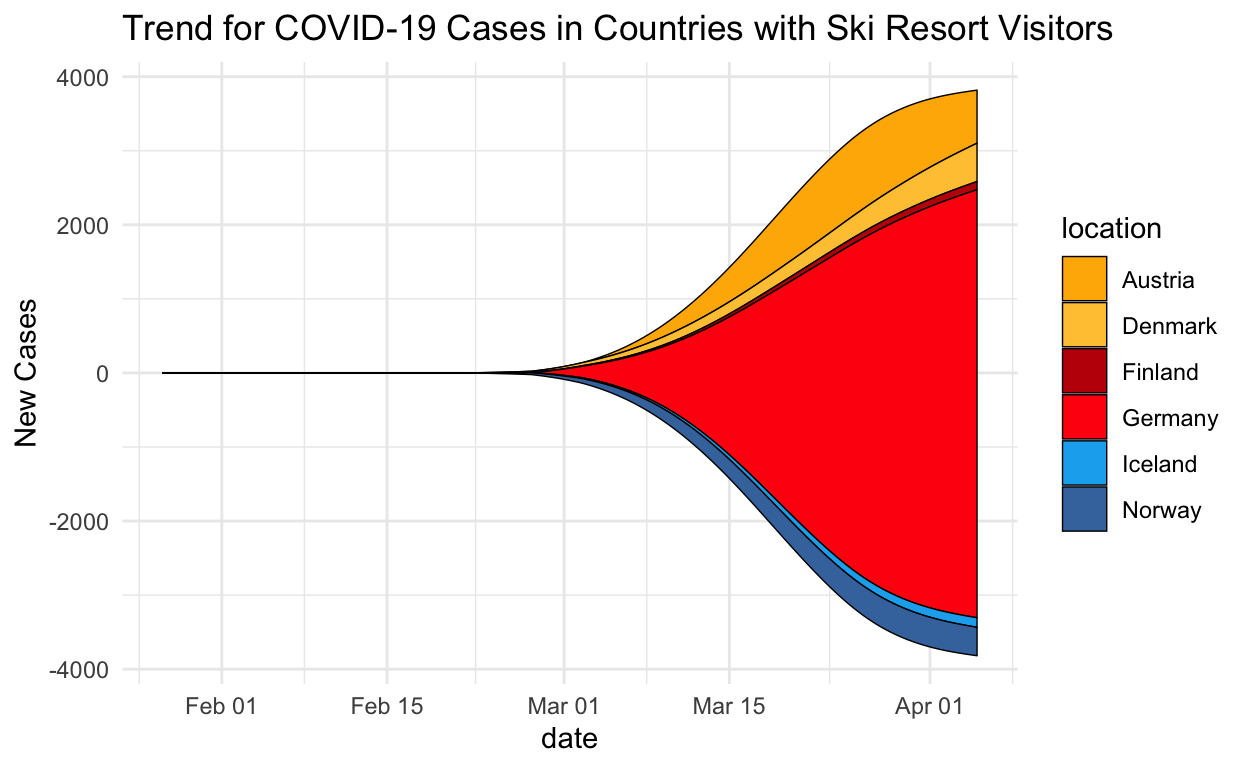 Trend for COVID-19 Cases in Countries with Ski Resort Visitors
4000
2000
0
-2000
-4000
New Cases
Feb 01
Feb 15
Mar 01
Mar 15
Apr 01
date
location
Austria
Denmark
Finland
Germany
Iceland
Norway